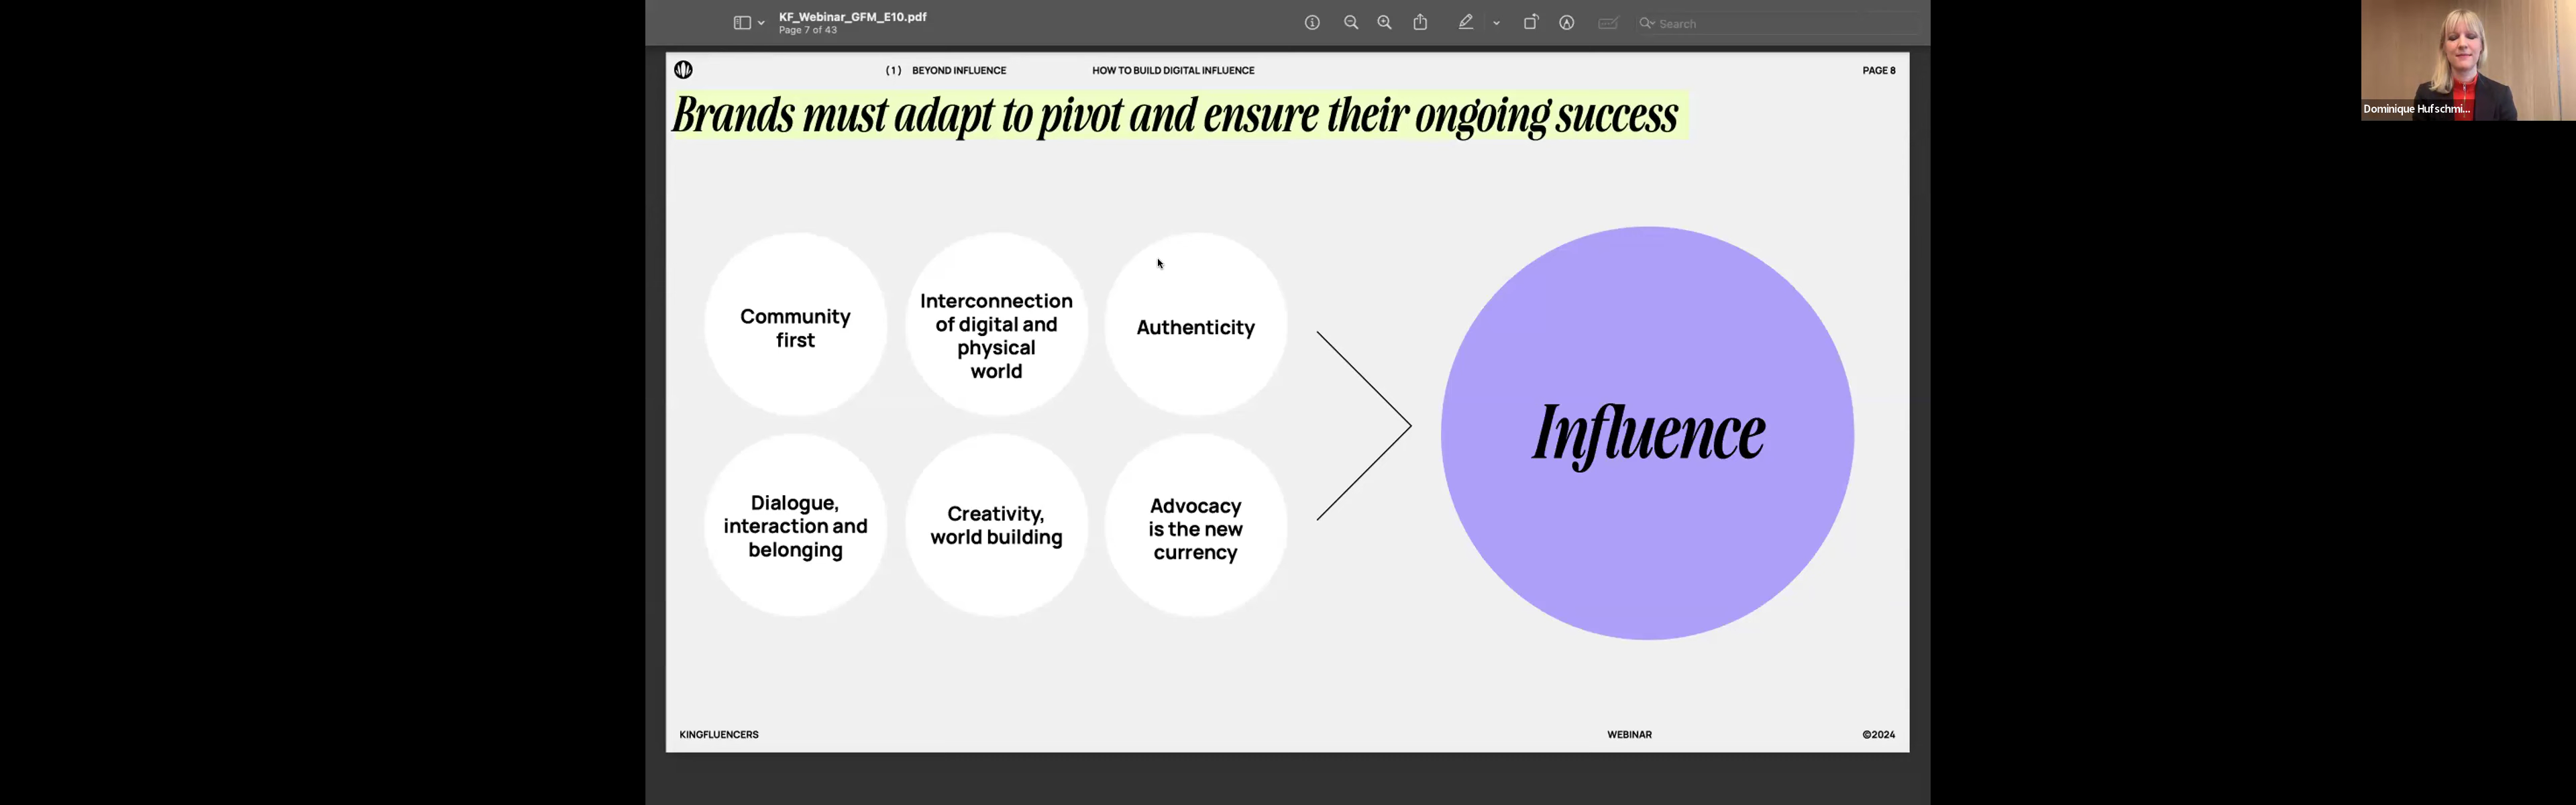 KF_Webinar_GFM_E10.pdf
Page 7 of 43
Search
(1) BEYOND INFLUENCE
HOW TO BUILD DIGITAL INFLUENCE
PAGE 8
Brands must adapt to pivot and ensure their ongoing success
Community
first
Interconnection
of digital and
physical
world
Authenticity
Dialogue,
interaction and
belonging
Creativity,
world building
Advocacy
is the new
currency
Influence
KINGFLUENCERS
WEBINAR
©2024
Dominique Hufschmi...